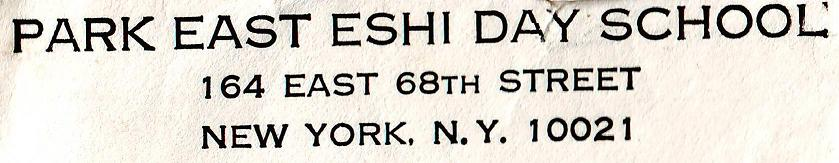 PARK EAST ESHI DAY SCHOOL
164 EAST 68TH STREET
NEW YORK, N.Y. 10021